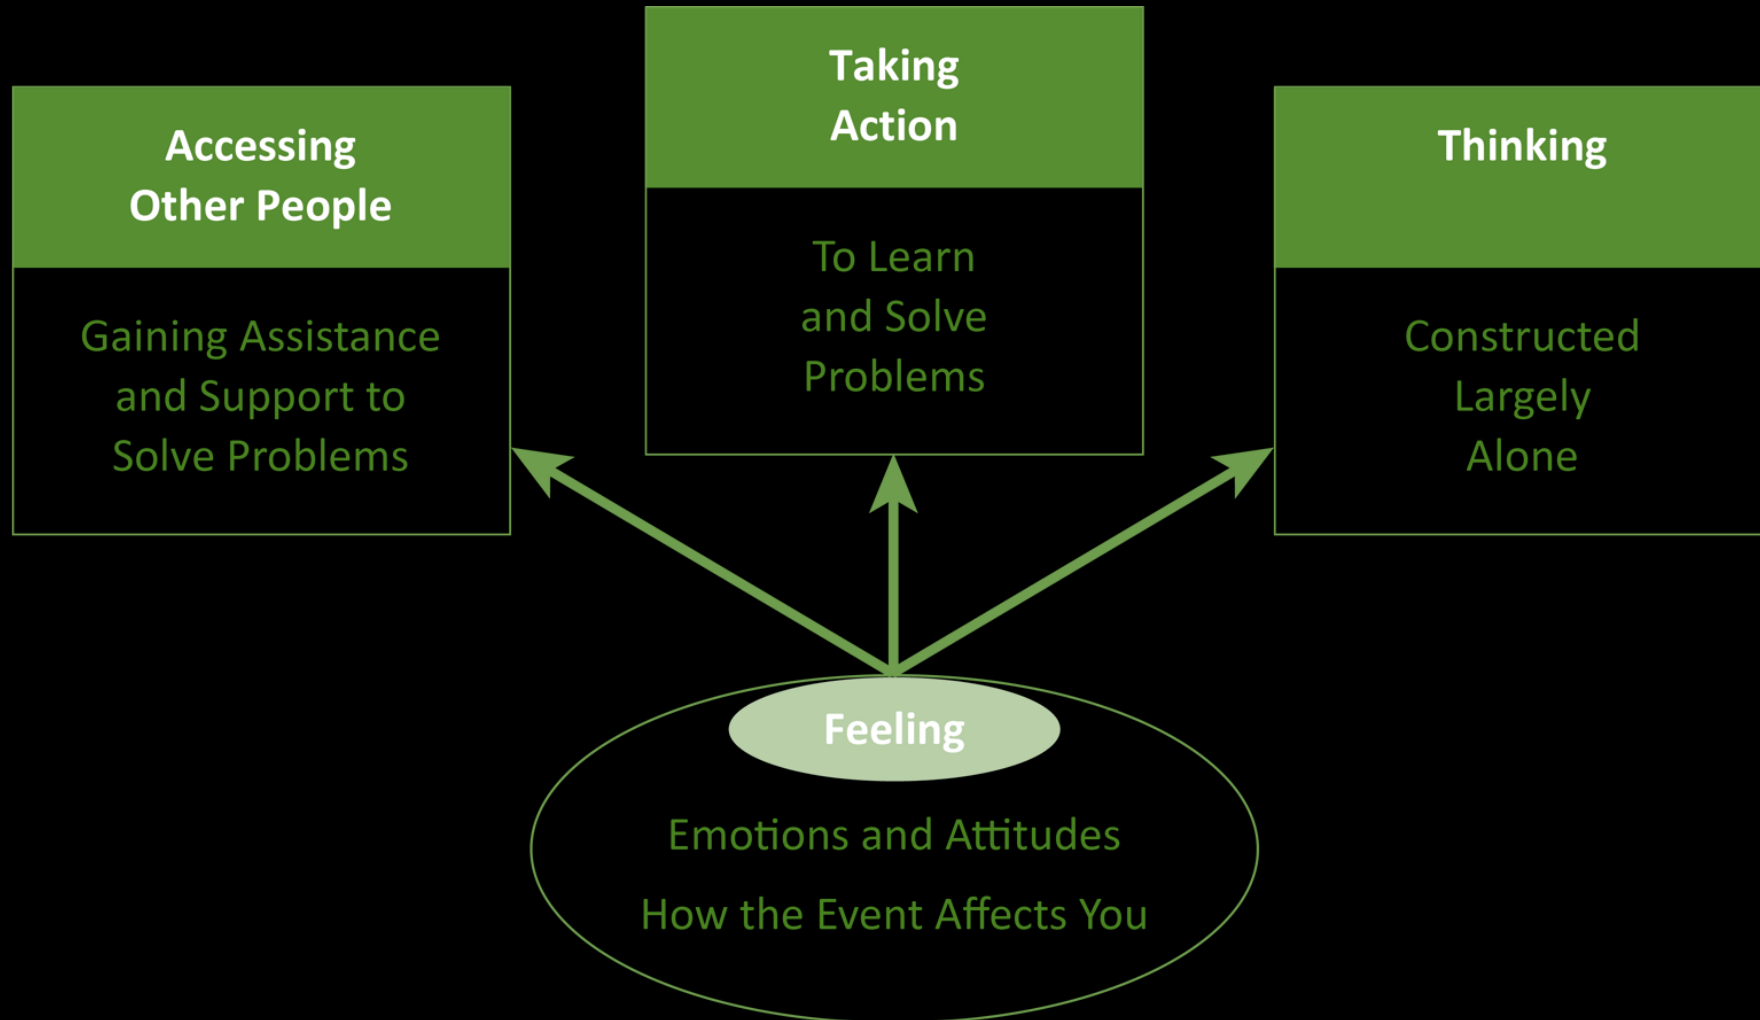 Accessing
Other People
Gaining Assistance
and Support to
Solve Problems
Taking
Action
To Learn
and Solve
Problems
Thinking
Constructed
Largely
Alone
Feeling
Emotions and Attitudes
How the Event Affects You